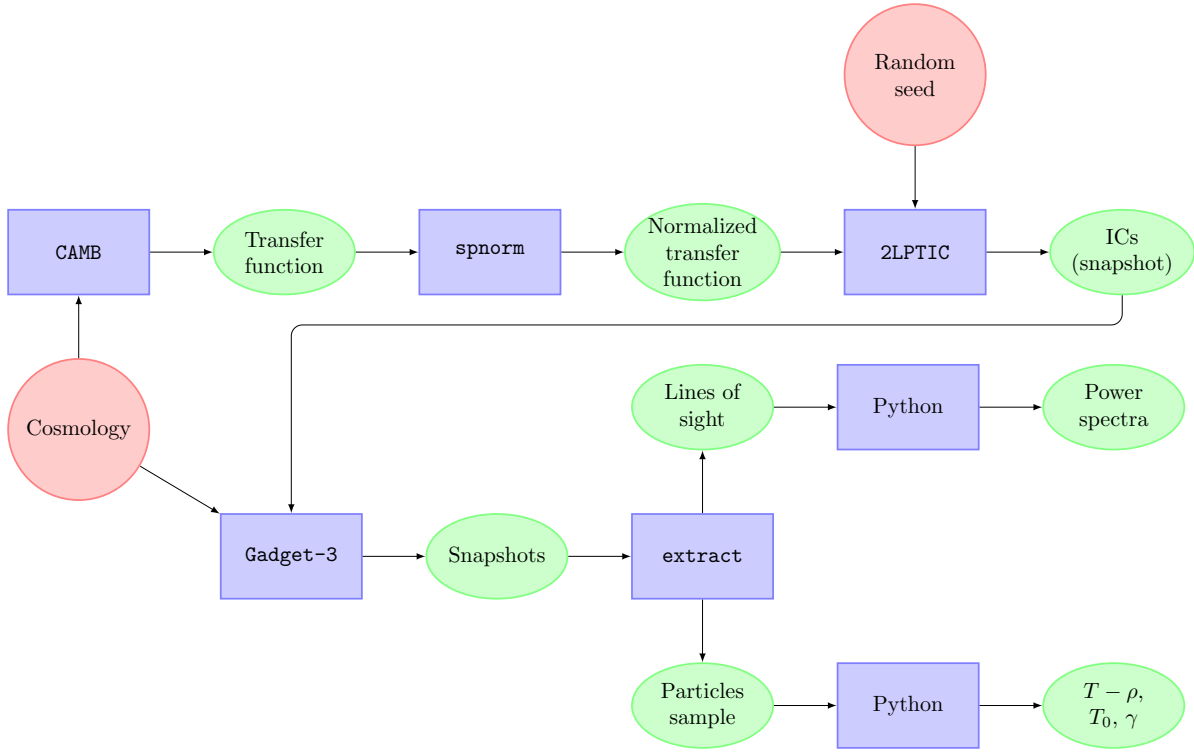 Random
seed
CAMB
Transfer
function
spnorm
Normalized
transfer
function
2LPTIC
ICs
(snapshot)
Cosmology
Lines of
sight
Python
Power
spectra
Gadget-3
Snapshots
extract
Particles
sample
Python
T − ρ,
T₀, γ